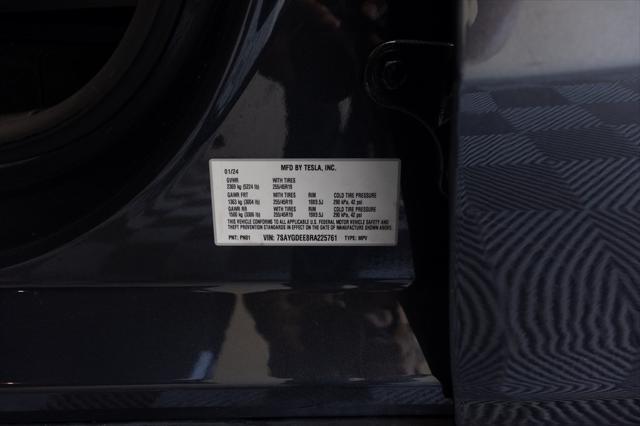 MFD BY TESLA, INC.
01/24
GVWR WITH TIRES
2369 kg (5224 lb) 255/45R19
GAWR FRT WITH TIRES RIM COLD TIRE PRESSURE
1363 kg (3004 lb) 255/45R19 19X9.5J 290 kPa, 42 psi
GAWR RR WITH TIRES RIM COLD TIRE PRESSURE
1500 kg (3306 lb) 255/45R19 19X9.5J 290 kPa, 42 psi
THIS VEHICLE CONFORMS TO ALL APPLICABLE U.S. FEDERAL MOTOR VEHICLE SAFETY AND
THEFT PREVENTION STANDARDS IN EFFECT ON THE DATE OF MANUFACTURE SHOWN ABOVE.
PNT: PN01 VIN: 7SAYGDEE8RA225761 TYPE: MPV